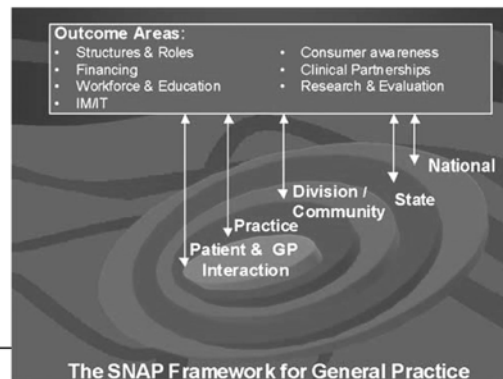 Outcome Areas:
• Structures & Roles
• Financing
• Workforce & Education
• IM/IT
• Consumer awareness
• Clinical Partnerships
• Research & Evaluation
National
State
Division /
Community
Practice
Patient & GP
Interaction
The SNAP Framework for General Practice